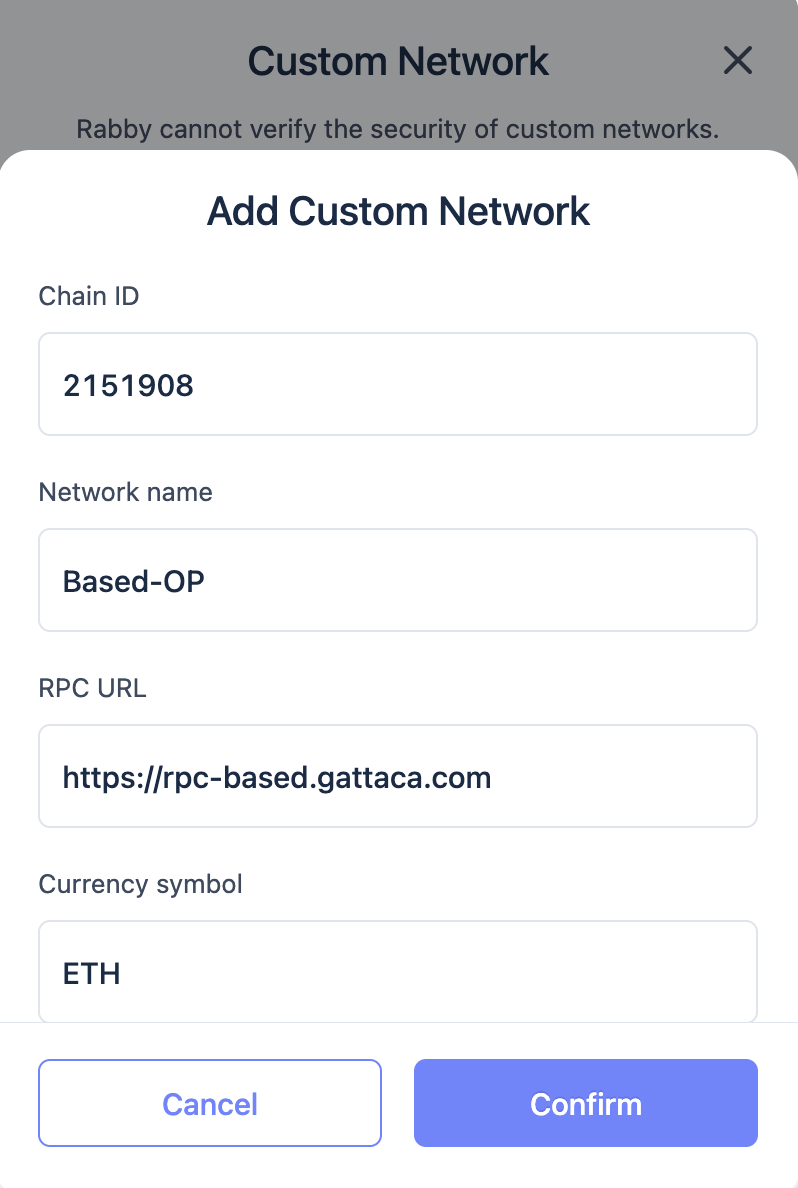 Custom Network
Rabby cannot verify the security of custom networks.
Add Custom Network
Chain ID
2151908
Network name
Based-OP
RPC URL
https://rpc-based.gattaca.com
Currency symbol
ETH
Cancel
Confirm